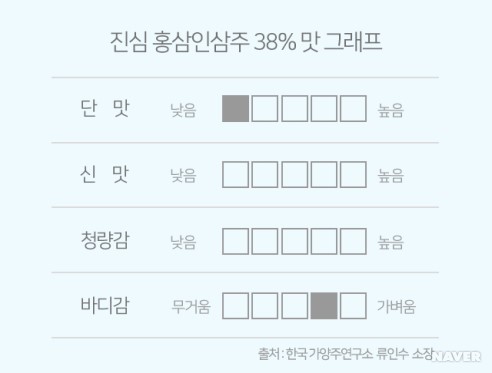 진심 홍삼인삼주 38% 맛 그래프
단 맛 낮음 높음
신 맛 낮음 높음
청량감 낮음 높음
바디감 무거움 가벼움
출처 : 한국가양주연구소 류인수 소장
NAVER